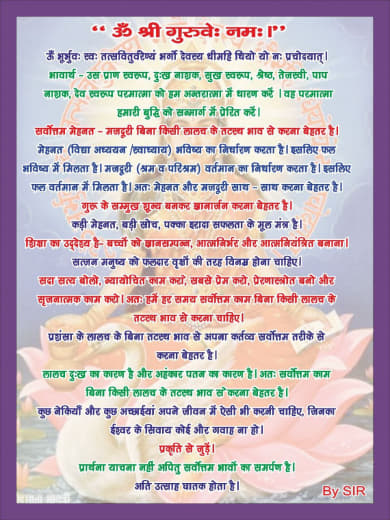 “ ॐ श्री गुरुवेः नमः।”
ॐ भूर्भुवः स्वः तत्सवितुर्वरेण्यं भर्गो देवस्य धीमहि धियो यो नः प्रचोदयात्।
भावार्थ - उस प्राण स्वरूप, दुःख नाशक, सुख स्वरूप, श्रेष्ठ, तेजस्वी, पाप
नाशक, देव स्वरूप परमात्मा को हम अन्तरात्मा में धारण करें । वह परमात्मा
हमारी बुद्धि को सन्मार्ग में प्रेरित करें।
सर्वोत्तम मेहनत - मजदूरी बिना किसी लालच के तटस्थ भाव से करना बेहतर है।
मेहनत (विद्या अध्ययन /स्वाध्याय) भविष्य का निर्धारण करता है। इसलिए फल
भविष्य में मिलता है। मजदूरी (श्रम व परिश्रम) वर्तमान का निर्धारण करता है। इसलिए
फल वर्तमान में मिलता है। अतः मेहनत और मजदूरी साथ - साथ करना बेहतर है।
गुरू के सम्मुख शून्य बनकर ज्ञानार्जन करना बेहतर है।
कड़ी मेहनत, बड़ी सोच, पक्का इरादा सफलता के मूल मंत्र है।
शिक्षा का उद्देश्य है- बच्चों को ज्ञानसम्पन्न, आत्मनिर्भर और आत्मनियंत्रित बनाना।
सज्जन मनुष्य को फलदार वृक्षों की तरह विनम्र होना चाहिए।
सदा सत्य बोलो, न्यायोचित काम करों, सबसे प्रेम करो, प्रेरणास्त्रोत बनो और
सृजनात्मक काम करो। अतः हमें हर समय सर्वोत्तम काम बिना किसी लालच के
तटस्थ भाव से करना चाहिए।
प्रशंसा के लालच के बिना तटस्थ भाव से अपना कर्तव्य सर्वोत्तम तरीके से
करना बेहतर है।
लालच दुःख का कारण है और अहंकार पतन का कारण है। अतः सर्वोत्तम काम
बिना किसी लालच के तटस्थ भाव से करना बेहतर है।
कुछ नेकियाँ और कुछ अच्छाईयां अपने जीवन में ऐसी भी करनी चाहिए, जिनका
ईश्वर के सिवाय कोई और गवाह ना हो।
प्रकृति से जुड़ें।
प्रार्थना याचना नही अपितु सर्वोत्तम भावों का समर्पण है।
अति उत्साह घातक होता है।
By SIR